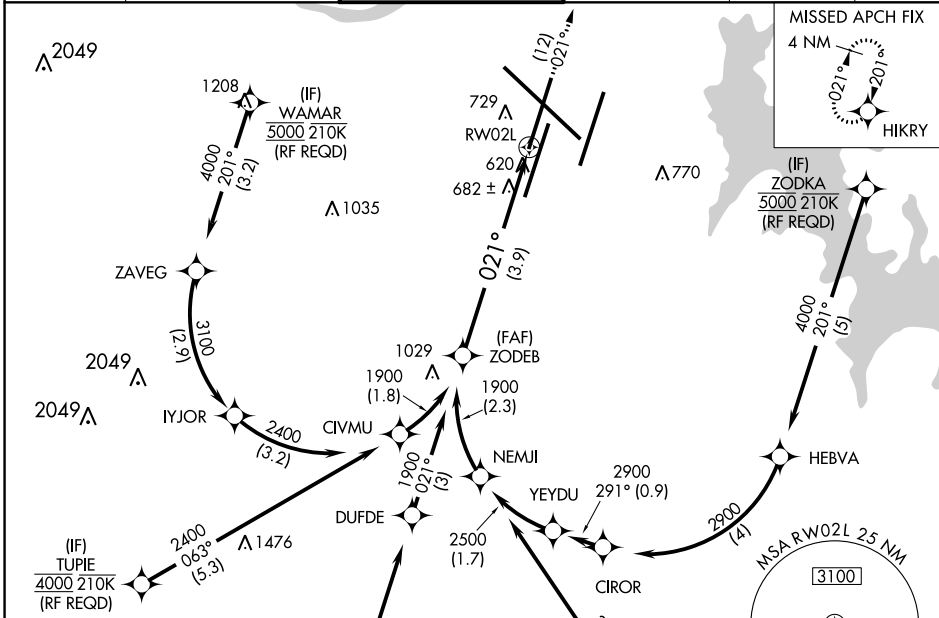 2049
1208
(IF)
WAMAR
5000 210K
(RF REQD)
4000
201°
(3.2)
(12)
021°
729
RW02L
620
682 ±
770
1035
MISSED APCH FIX
4 NM
021°
201°
HIKRY
(IF)
ZODKA
5000 210K
(RF REQD)
ZAVEG
021°
(3.9)
4000
201°
(5)
3100
(2.9)
(FAF)
ZODEB
1029
2049
1900
(1.8)
1900
(2.3)
2049
IYJOR
2400
(3.2)
CIVMU
NEMJI
HEBVA
1900
021°
(3)
YEYDU
2900
291° (0.9)
DUFDE
2500
(1.7)
2900
(4)
2400
063°
(5.3)
1476
(IF)
TUPIE
4000 210K
(RF REQD)
CIROR
MSA RW02L 25 NM
3100